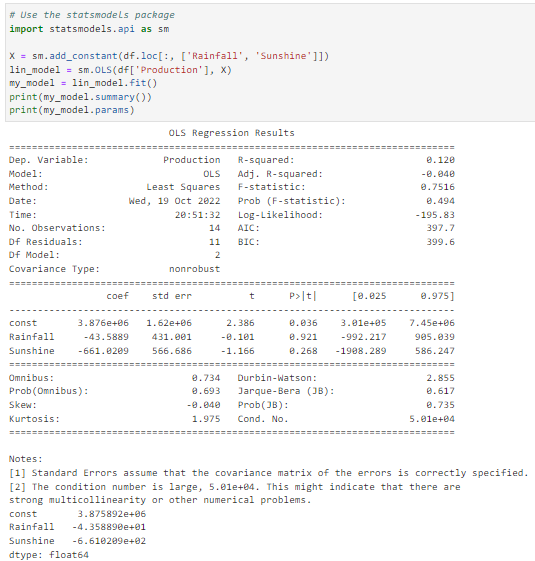 # Use the statsmodels package
import statsmodels.api as sm
X = sm.add_constant(df.loc[:, ['Rainfall', 'Sunshine']])
lin_model = sm.OLS(df['Production'], X)
my_model = lin_model.fit()
print(my_model.summary())
print(my_model.params)
OLS Regression Results
==============================================================================
Dep. Variable: Production R-squared: 0.120
Model: OLS Adj. R-squared: -0.040
Method: Least Squares F-statistic: 0.7516
Date: Wed, 19 Oct 2022 Prob (F-statistic): 0.494
Time: 20:51:32 Log-Likelihood: -195.83
No. Observations: 14 AIC: 397.7
Df Residuals: 11 BIC: 399.6
Df Model: 2
Covariance Type: nonrobust
==============================================================================
coef std err t P>|t| [0.025 0.975]
------------------------------------------------------------------------------
const 3.876e+06 1.62e+06 2.386 0.036 3.01e+05 7.45e+06
Rainfall -43.5889 431.001 -0.101 0.921 -992.217 905.039
Sunshine -661.0209 566.686 -1.166 0.268 -1908.289 586.247
==============================================================================
Omnibus: 0.734 Durbin-Watson: 2.855
Prob(Omnibus): 0.693 Jarque-Bera (JB): 0.617
Skew: -0.040 Prob(JB): 0.735
Kurtosis: 1.975 Cond. No. 5.01e+04
==============================================================================
Notes:
[1] Standard Errors assume that the covariance matrix of the errors is correctly specified.
[2] The condition number is large, 5.01e+04. This might indicate that there are
strong multicollinearity or other numerical problems.
const 3.875892e+06
Rainfall -4.358890e+01
Sunshine -6.610209e+02
dtype: float64